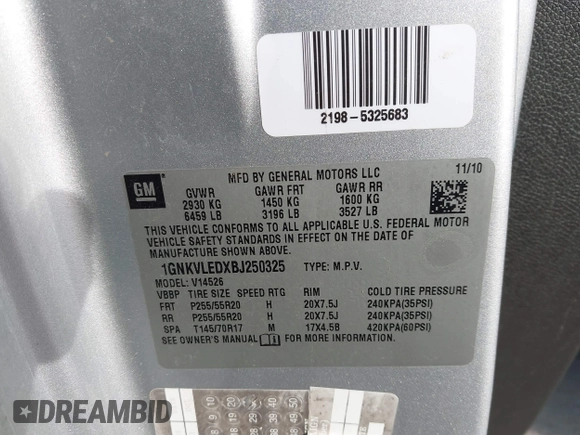 2198 - 5325683
GM
MFD BY GENERAL MOTORS LLC
11/10
GVWR GAWR FRT GAWR RR
2930 KG 1450 KG 1600 KG
6459 LB 3196 LB 3527 LB
THIS VEHICLE CONFORMS TO ALL APPLICABLE U.S. FEDERAL MOTOR
VEHICLE SAFETY STANDARDS IN EFFECT ON THE DATE OF
MANUFACTURE SHOWN ABOVE.
1GNKVLEDXBJ250325 TYPE: M.P.V.
MODEL: V14526
VBBP TIRE SIZE SPEED RTG RIM COLD TIRE PRESSURE
FRT P255/55R20 H 20X7.5J 240KPA(35PSI)
RR P255/55R20 H 20X7.5J 240KPA(35PSI)
SPA T145/70R17 M 17X4.5B 420KPA(60PSI)
SEE OWNER'S MANUAL FOR MORE INFORMATION.
DREAMBID